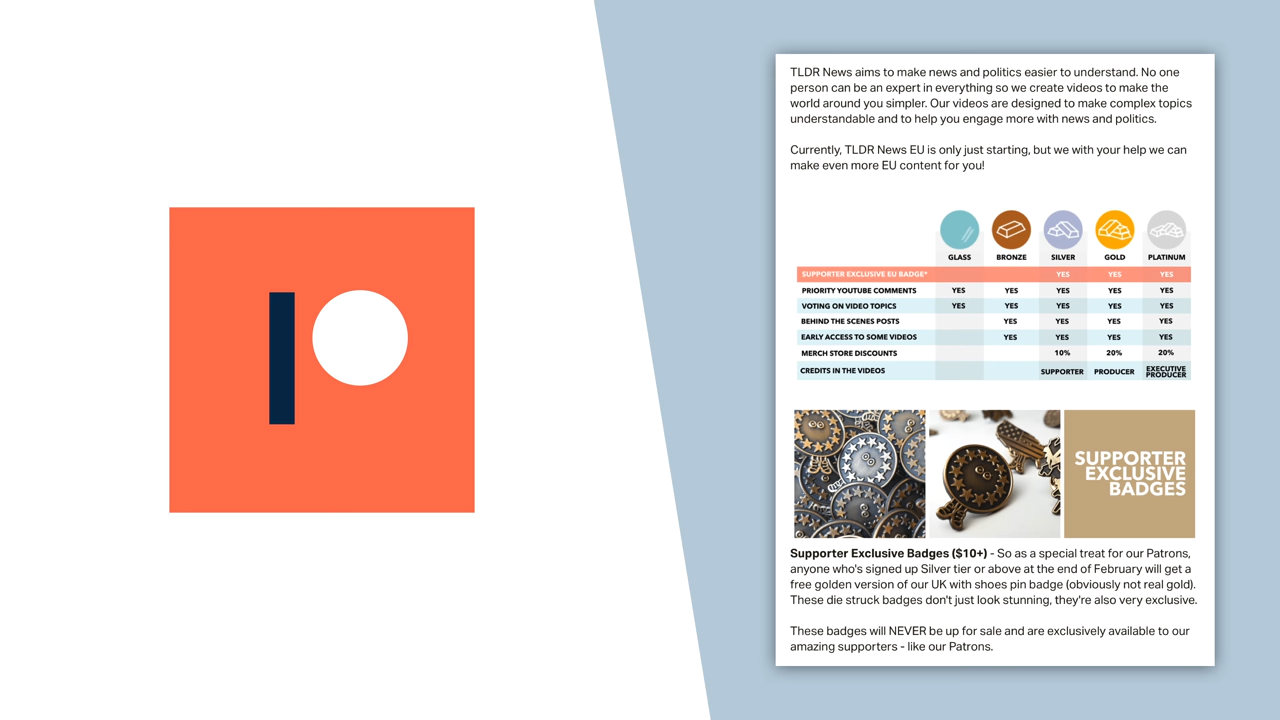 TLDR News aims to make news and politics easier to understand. No one
person can be an expert in everything so we create videos to make the
world around you simpler. Our videos are designed to make complex topics
understandable and to help you engage more with news and politics.
Currently, TLDR News EU is only just starting, but we with your help we can
make even more EU content for you!
GLASS BRONZE SILVER GOLD PLATINUM
SUPPORTER EXCLUSIVE EU BADGE* YES YES YES
PRIORITY YOUTUBE COMMENTS YES YES YES YES YES
VOTING ON VIDEO TOPICS YES YES YES YES YES
BEHIND THE SCENES POSTS YES YES YES YES
EARLY ACCESS TO SOME VIDEOS YES YES YES YES
MERCH STORE DISCOUNTS 10% 20% 20%
CREDITS IN THE VIDEOS SUPPORTER PRODUCER EXECUTIVE PRODUCER
SUPPORTER
EXCLUSIVE
BADGES
Supporter Exclusive Badges ($10+) - So as a special treat for our Patrons,
anyone who's signed up Silver tier or above at the end of February will get a
free golden version of our UK with shoes pin badge (obviously not real gold).
These die struck badges don't just look stunning, they're also very exclusive.
These badges will NEVER be up for sale and are exclusively available to our
amazing supporters - like our Patrons.